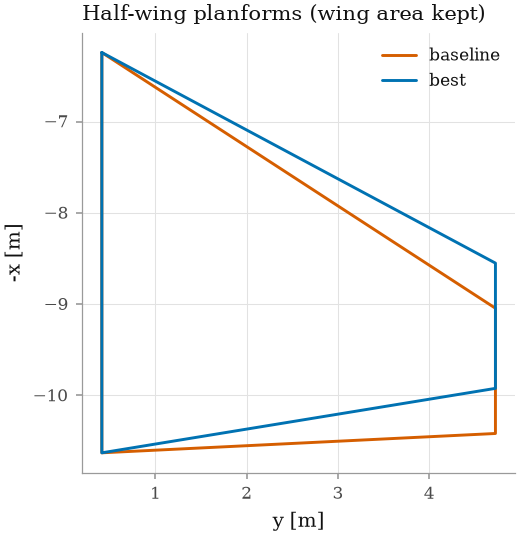 Half-wing planforms (wing area kept)
baseline
best
−7
−8
−9
−10
-x [m]
1 2 3 4
y [m]